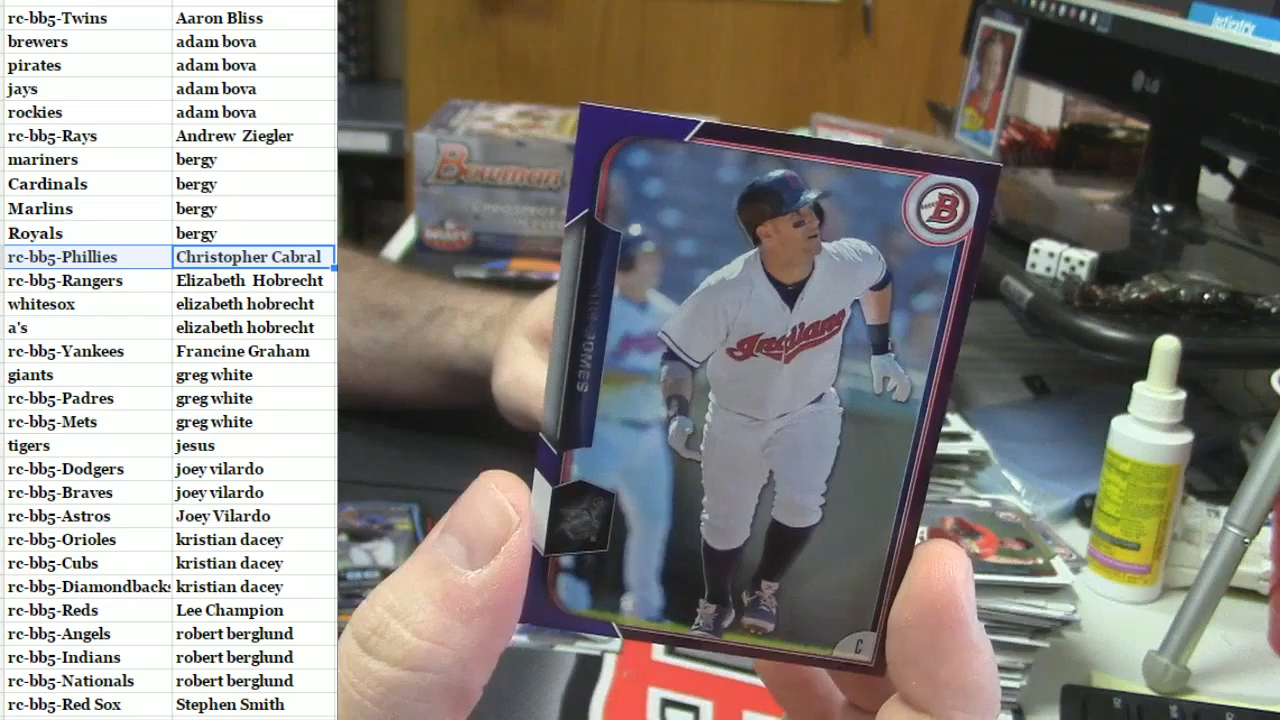 rc-bb5-Twins Aaron Bliss
brewers adam bova
pirates adam bova
jays adam bova
rockies adam bova
rc-bb5-Rays Andrew Ziegler
mariners bergy
Cardinals bergy
Marlins bergy
Royals bergy
rc-bb5-Phillies Christopher Cabral
rc-bb5-Rangers Elizabeth Hobrecht
whitesox elizabeth hobrecht
a's elizabeth hobrecht
rc-bb5-Yankees Francine Graham
giants greg white
rc-bb5-Padres greg white
rc-bb5-Mets greg white
tigers jesus
rc-bb5-Dodgers joey vilardo
rc-bb5-Braves joey vilardo
rc-bb5-Astros Joey Vilardo
rc-bb5-Orioles kristian dacey
rc-bb5-Cubs kristian dacey
rc-bb5-Diamondbacks kristian dacey
rc-bb5-Reds Lee Champion
rc-bb5-Angels robert berglund
rc-bb5-Indians robert berglund
rc-bb5-Nationals robert berglund
rc-bb5-Red Sox Stephen Smith
Bowman
B
Indians
GOMES
C
LG